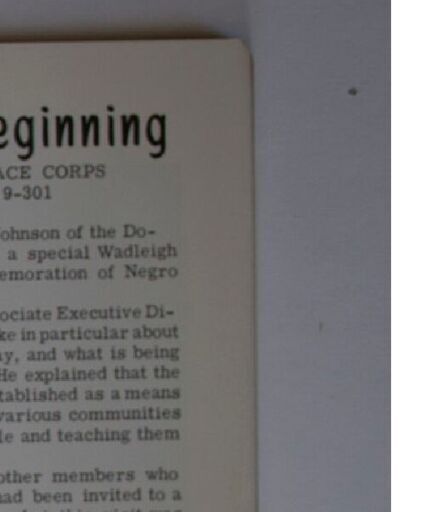 eginning
ACE CORPS
9-301
ohnson of the Do-
a special Wadleigh
emoration of Negro
ociate Executive Di-
ke in particular about
ay, and what is being
He explained that the
tablished as a means
various communities
le and teaching them
other members who
had been invited to a